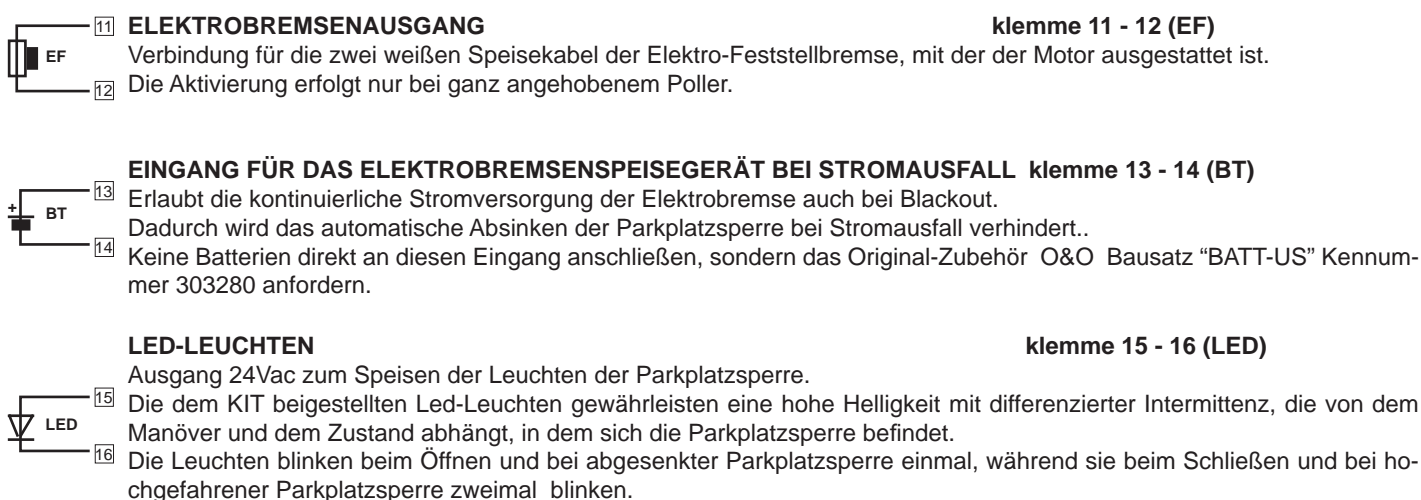 11 ELEKTROBREMSENAUSGANG klemme 11 - 12 (EF)
EF Verbindung für die zwei weißen Speisekabel der Elektro-Feststellbremse, mit der der Motor ausgestattet ist.
12 Die Aktivierung erfolgt nur bei ganz angehobenem Poller.
EINGANG FÜR DAS ELEKTROBREMSENSPEISEGERÄT BEI STROMAUSFALL klemme 13 - 14 (BT)
13 Erlaubt die kontinuierliche Stromversorgung der Elektrobremse auch bei Blackout.
+ BT Dadurch wird das automatische Absinken der Parkplatzsperre bei Stromausfall verhindert..
14 Keine Batterien direkt an diesen Eingang anschließen, sondern das Original-Zubehör O&O Bausatz “BATT-US” Kennum-
mer 303280 anfordern.
LED-LEUCHTEN klemme 15 - 16 (LED)
Ausgang 24Vac zum Speisen der Leuchten der Parkplatzsperre.
15 Die dem KIT beigestellten Led-Leuchten gewährleisten eine hohe Helligkeit mit differenzierter Intermittenz, die von dem
LED Manöver und dem Zustand abhängt, in dem sich die Parkplatzsperre befindet.
16 Die Leuchten blinken beim Öffnen und bei abgesenkter Parkplatzsperre einmal, während sie beim Schließen und bei ho-
chgefahrener Parkplatzsperre zweimal blinken.